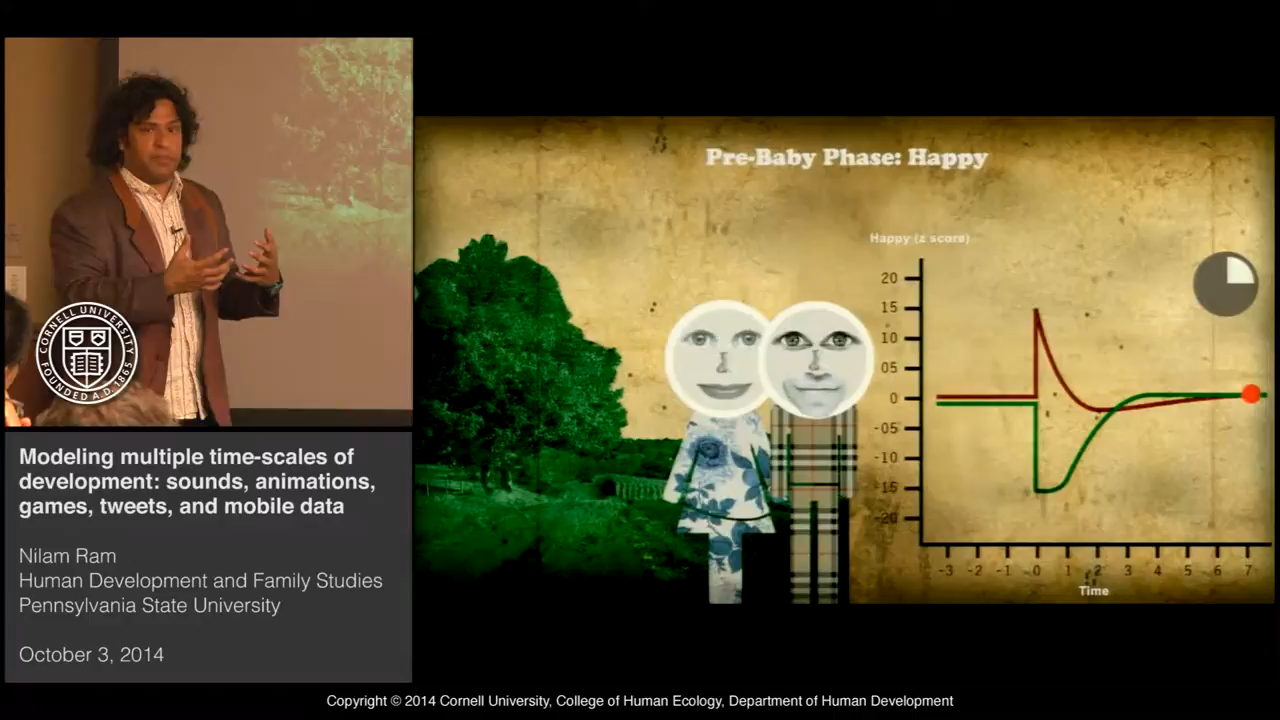 Pre-Baby Phase: Happy
Happy (z score)
20
15
10
05
0
-05
-10
-15
-20
-3 -2 -1 0 1 2 3 4 5 6 7
Time
CORNELL UNIVERSITY
FOUNDED A.D. 1865
Modeling multiple time-scales of
development: sounds, animations,
games, tweets, and mobile data
Nilam Ram
Human Development and Family Studies
Pennsylvania State University
October 3, 2014
Copyright © 2014 Cornell University, College of Human Ecology, Department of Human Development